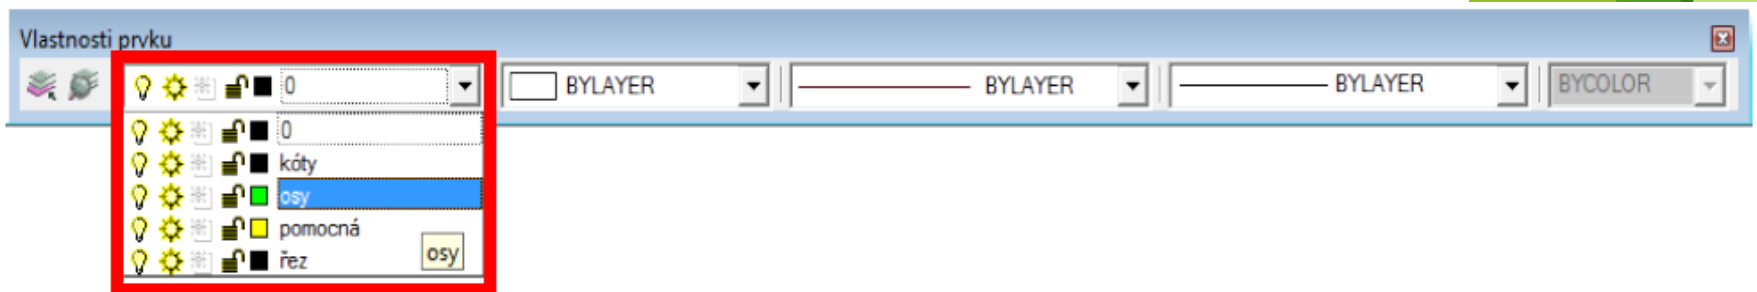 Vlastnosti prvku
0 BYLAYER BYLAYER BYLAYER BYCOLOR
0
kóty
osy
pomocná
osy
řez